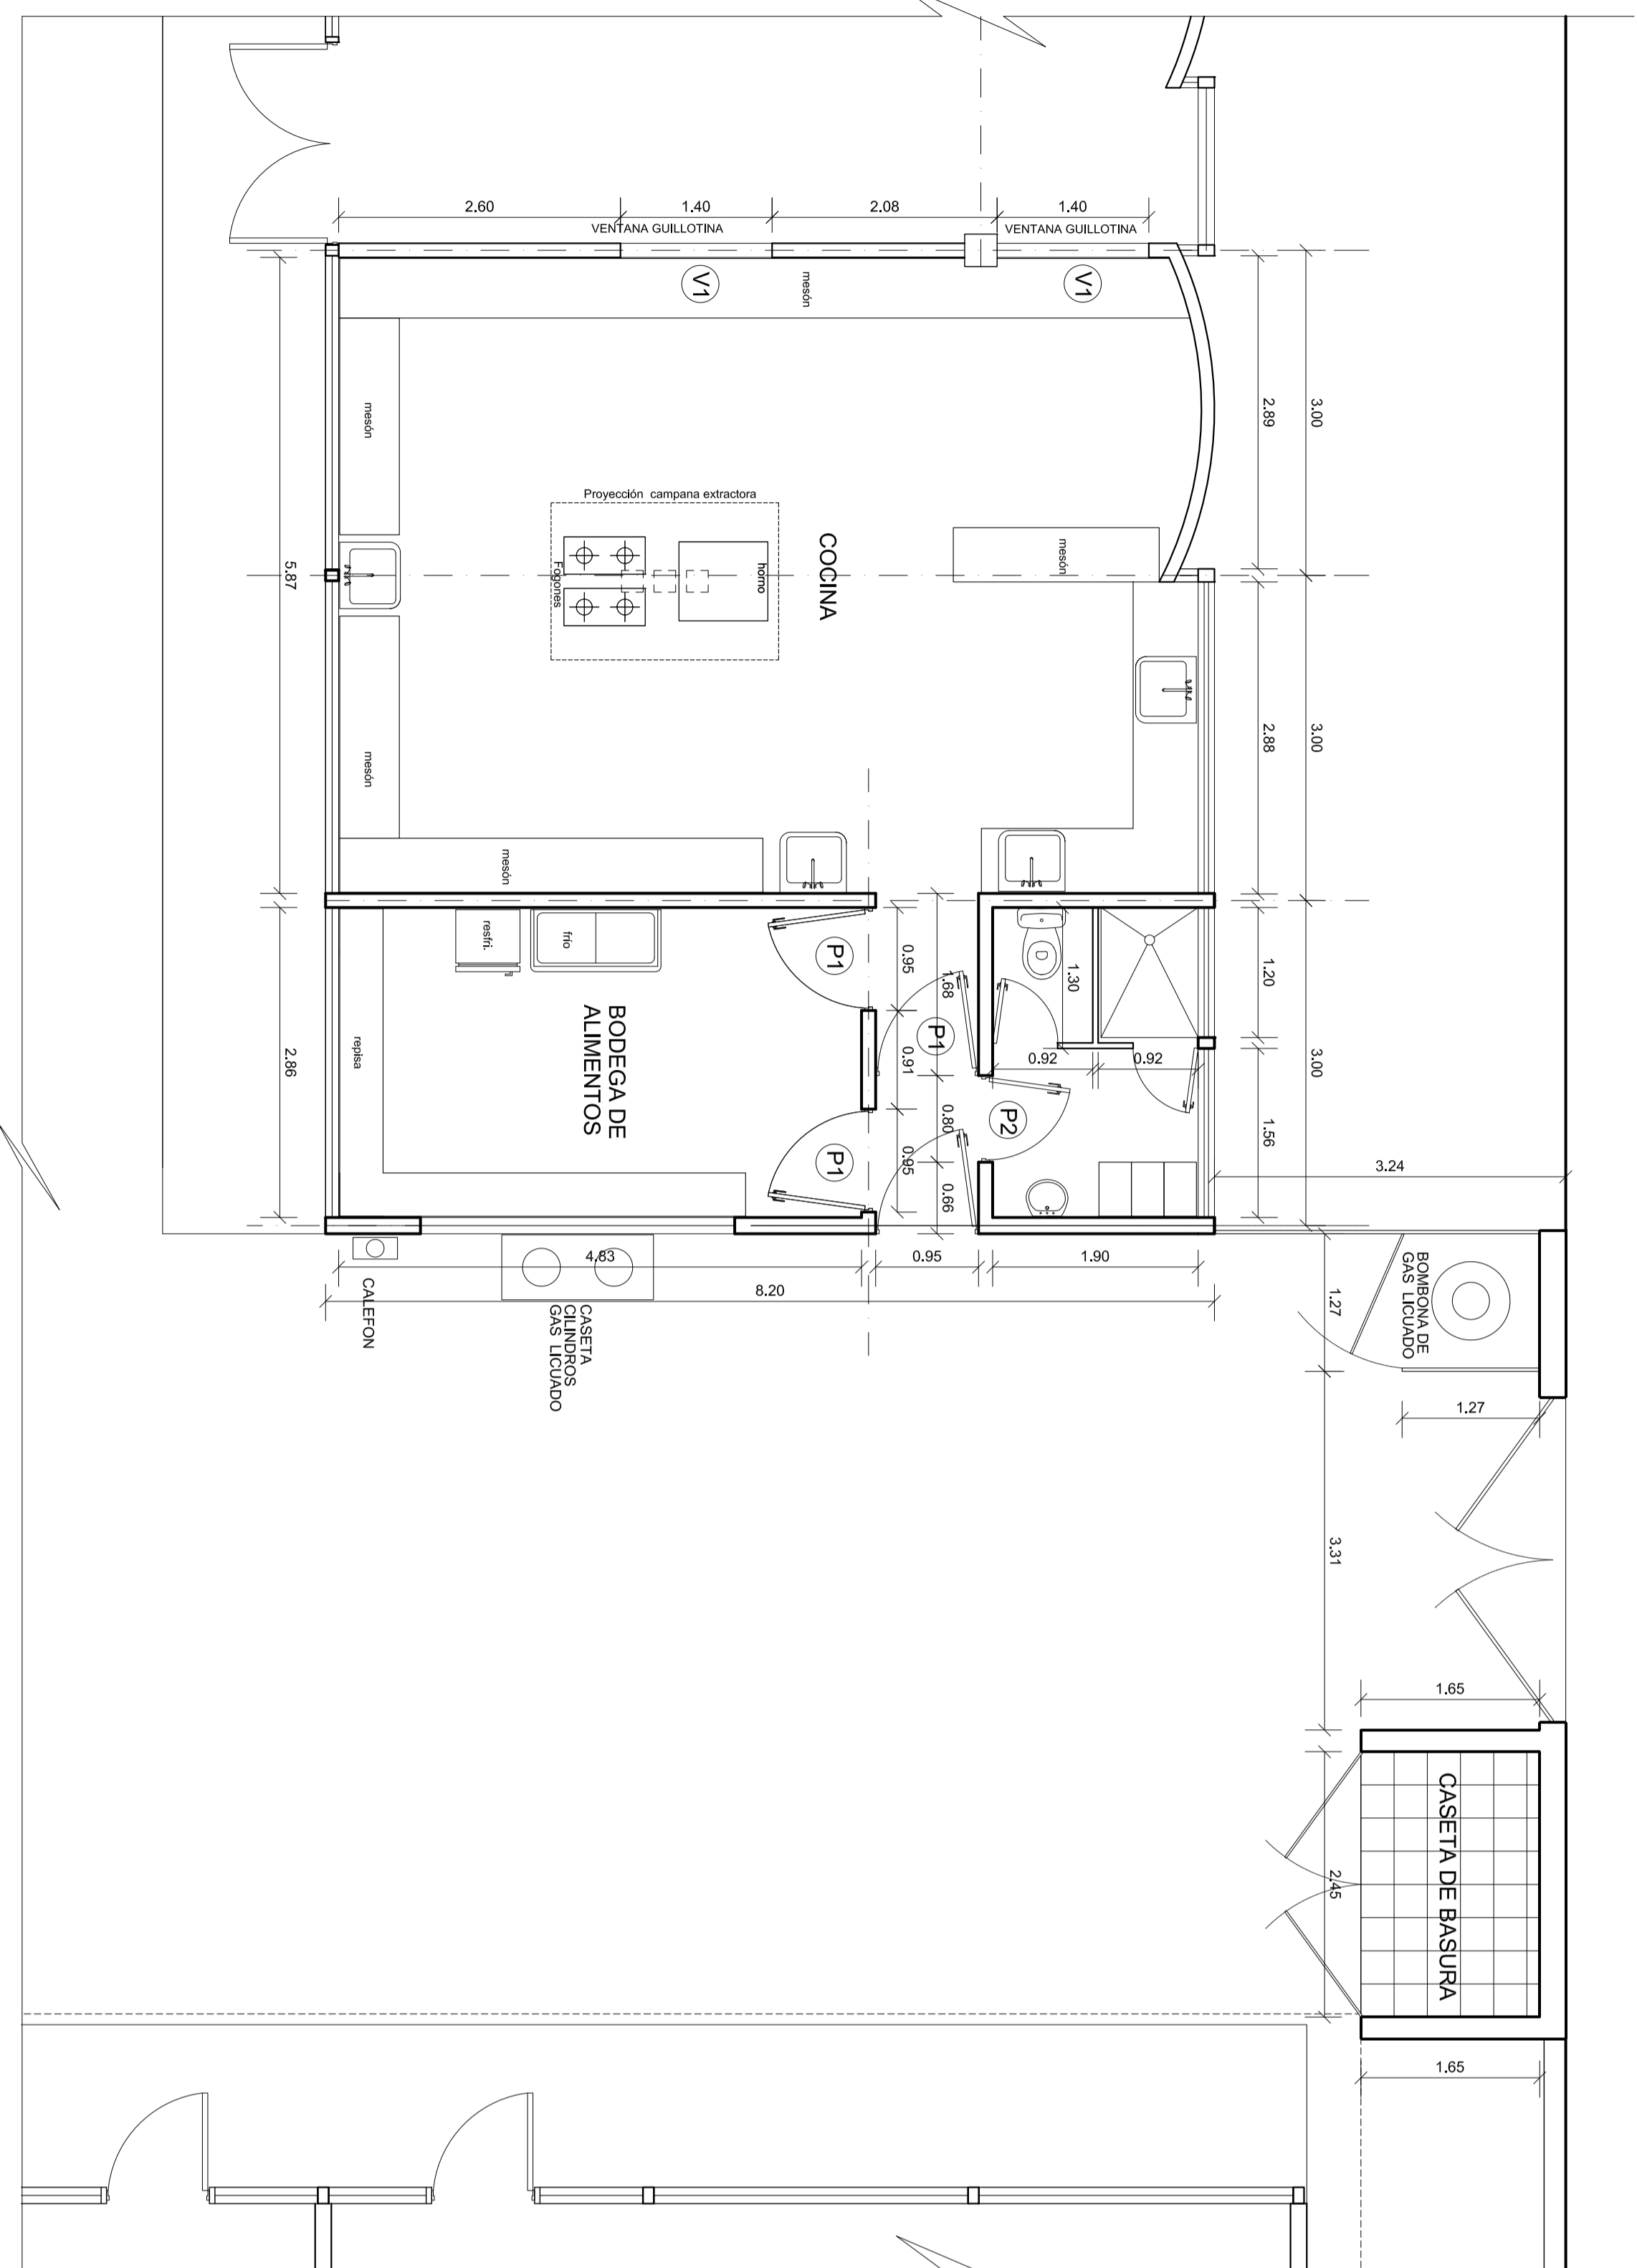 2.60
1.40
2.08
1.40
VENTANA GUILLOTINA
VENTANA GUILLOTINA
V1
V1
mesón
3.00
2.89
mesón
Proyección campana extractora
COCINA
mesón
Fogones
horno
5.87
3.00
2.88
mesón
mesón
resfri.
frío
P1
0.95
1.68
1.30
1.20
BODEGA DE
ALIMENTOS
repisa
2.86
0.91
P1
0.92
0.92
3.00
P1
0.95
0.80
0.66
P2
1.56
3.24
4.83
0.95
1.90
8.20
CALEFON
CASETA
CILINDROS
GAS LICUADO
1.27
BOMBONA DE
GAS LICUADO
1.27
3.31
1.65
CASETA DE BASURA
2.45
1.65